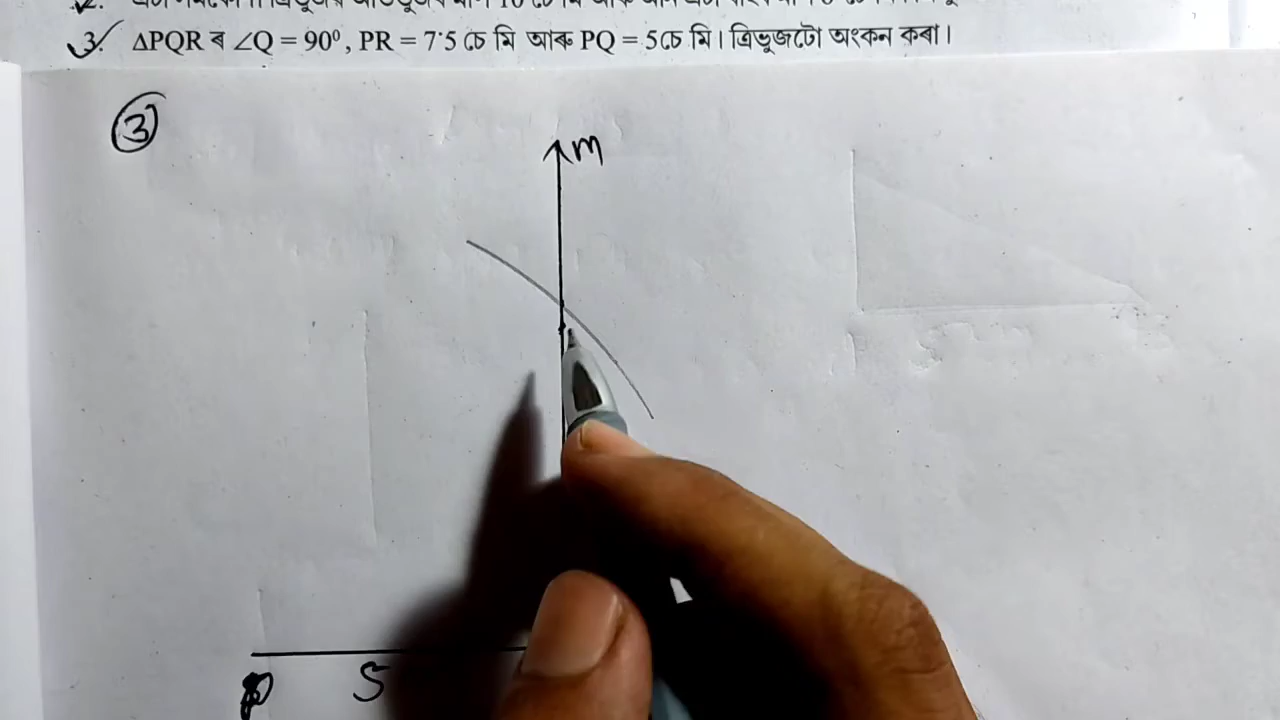 3. ΔPQR ৰ ∠Q = 90⁰, PR = 7·5 চে মি আৰু PQ = 5চে মি। ত্ৰিভুজটো অংকন কৰা।
③
m
P 5